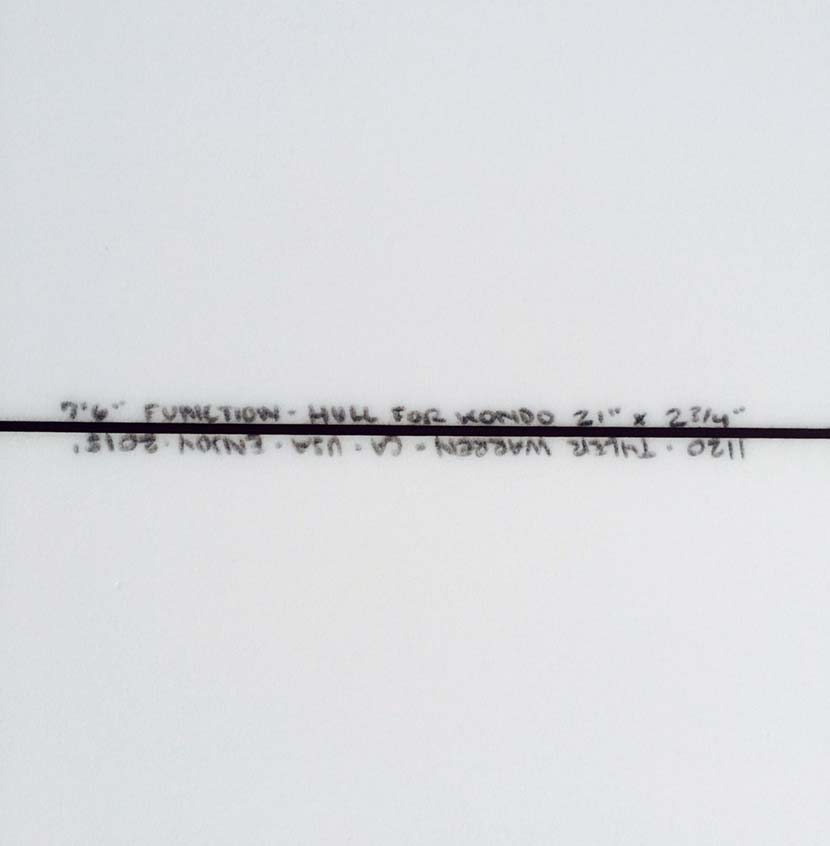 7'6" FUNCTION - HULL FOR KONDO 21" x 2 3/4"
1120 · TYLER WARREN - CA · USA · ENJOY 2015'